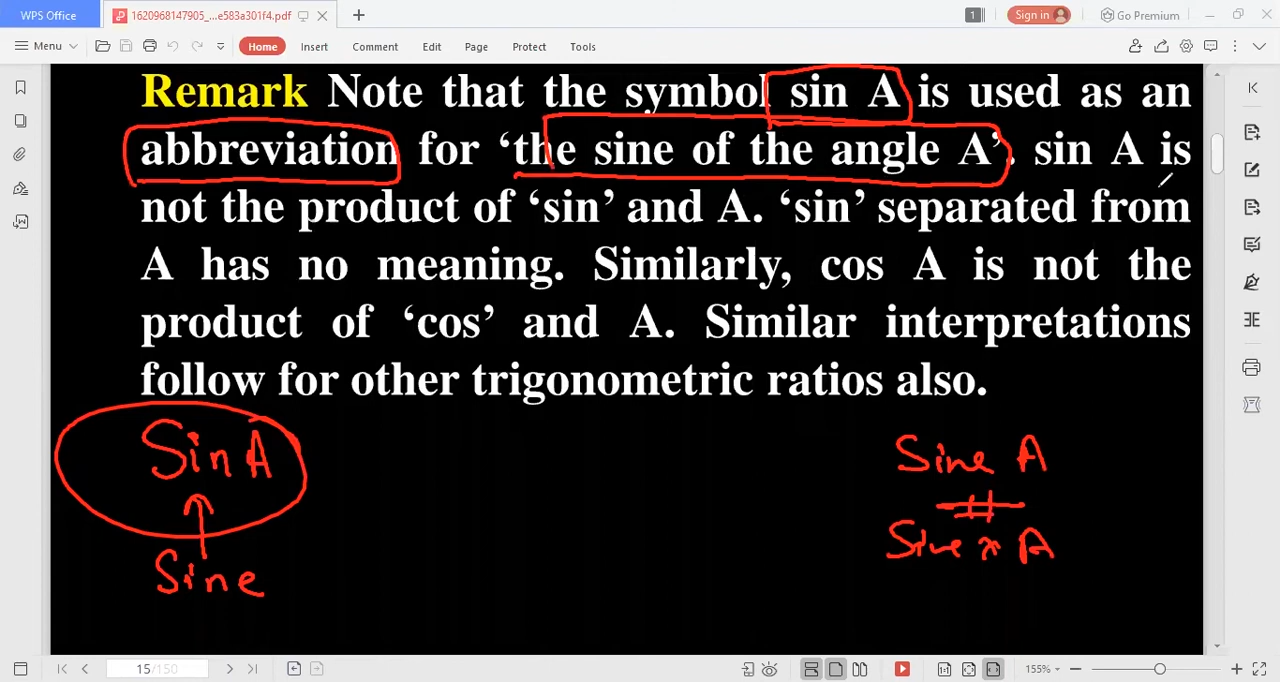 WPS Office
1620968147905_...e583a301f4.pdf
1
Sign in
Go Premium
Menu
Home
Insert
Comment
Edit
Page
Protect
Tools
Remark Note that the symbol sin A is used as an
abbreviation for ‘the sine of the angle A’. sin A is
not the product of ‘sin’ and A. ‘sin’ separated from
A has no meaning. Similarly, cos A is not the
product of ‘cos’ and A. Similar interpretations
follow for other trigonometric ratios also.
Sin A
Sine
Sine A
≠
Sine × A
15/150
155%